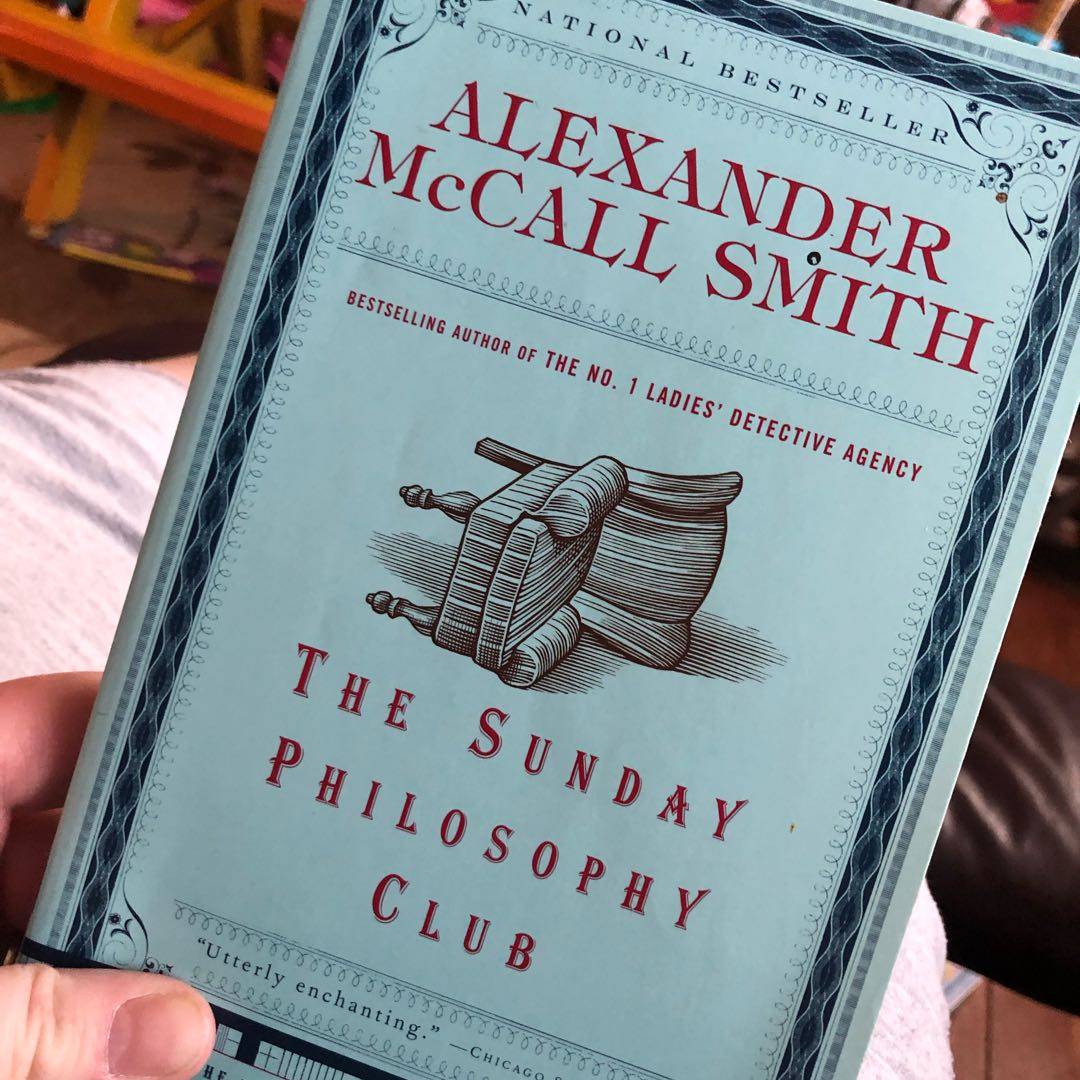 NATIONAL BESTSELLER
ALEXANDER
McCALL SMITH
BESTSELLING AUTHOR OF THE NO. 1 LADIES' DETECTIVE AGENCY
THE SUNDAY
PHILOSOPHY
CLUB
“Utterly enchanting.” —CHICAGO